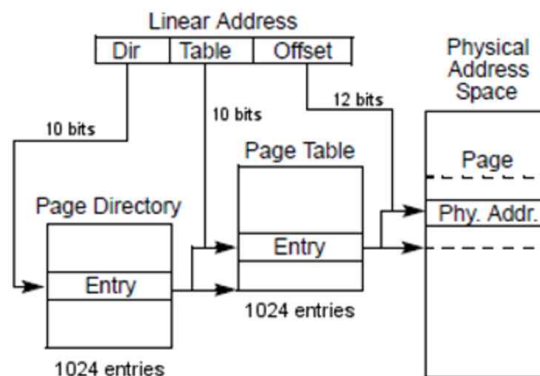 Linear Address
Dir Table Offset
Physical
Address
Space
10 bits
10 bits
12 bits
Page Table
Page
Page Directory
Phy. Addr.
Entry
Entry
1024 entries
1024 entries